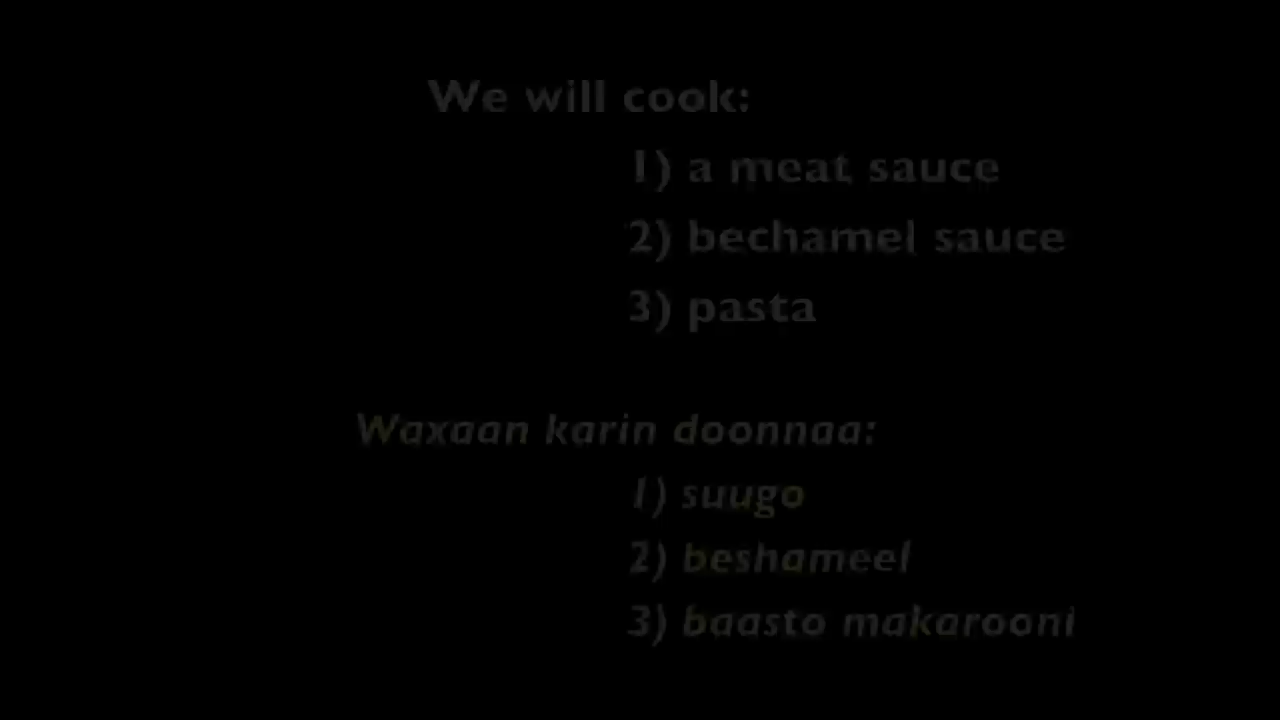 We will cook:
1) a meat sauce
2) bechamel sauce
3) pasta
Waxaan karin doonnaa:
1) suugo
2) beshameel
3) baasto makarooni